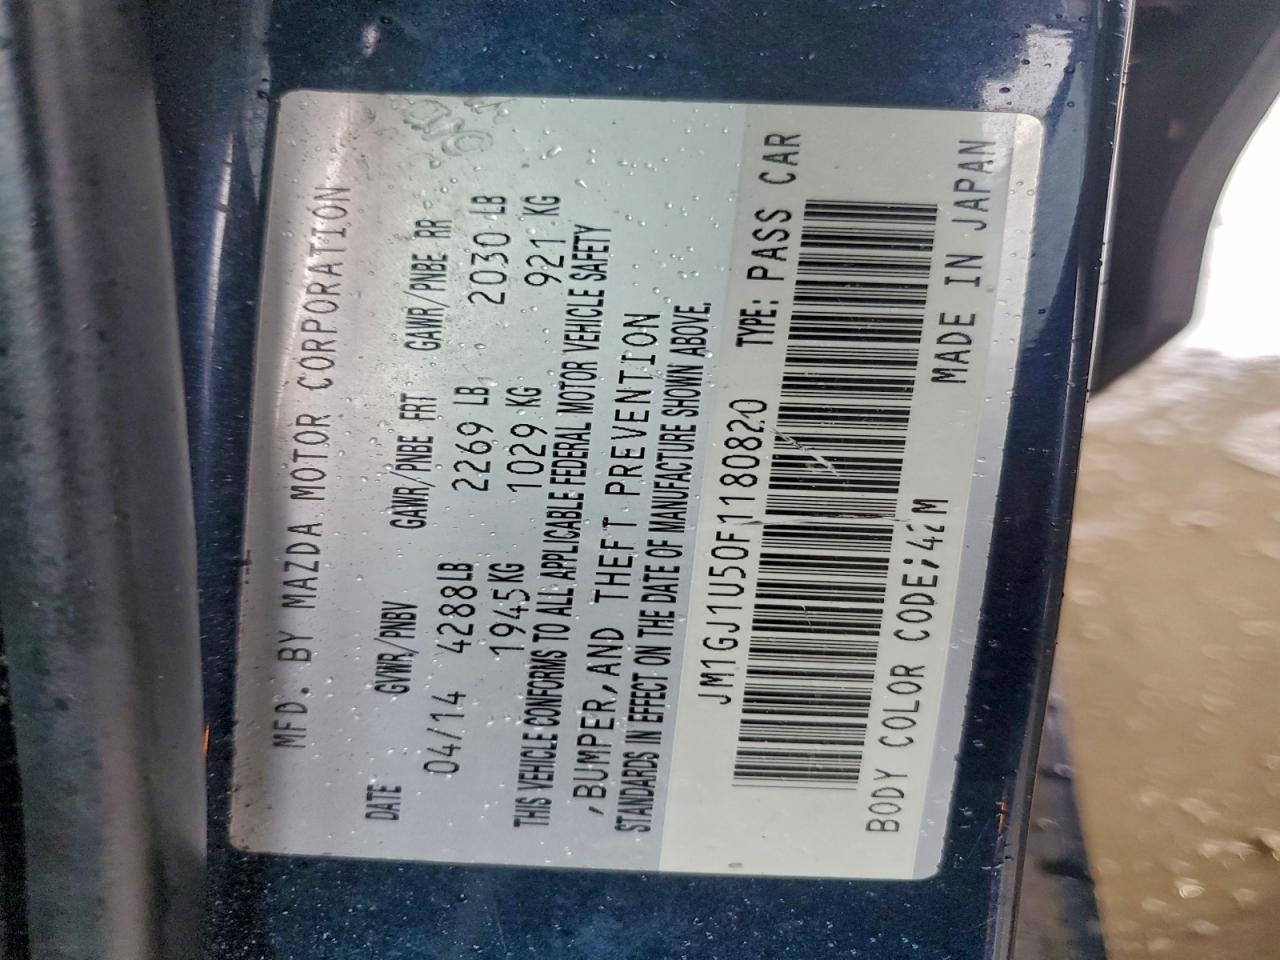 MFD. BY MAZDA MOTOR CORPORATION
DATE GVWR/PNBV GAWR/PNBE FRT GAWR/PNBE RR
04/14 4288LB 2269 LB 2030 LB
1945KG 1029 KG 921 KG
THIS VEHICLE CONFORMS TO ALL APPLICABLE FEDERAL MOTOR VEHICLE SAFETY
,BUMPER,AND THEFT PREVENTION
STANDARDS IN EFFECT ON THE DATE OF MANUFACTURE SHOWN ABOVE.
JM1GJ1U50F1180820 TYPE: PASS CAR
BODY COLOR CODE;42M MADE IN JAPAN